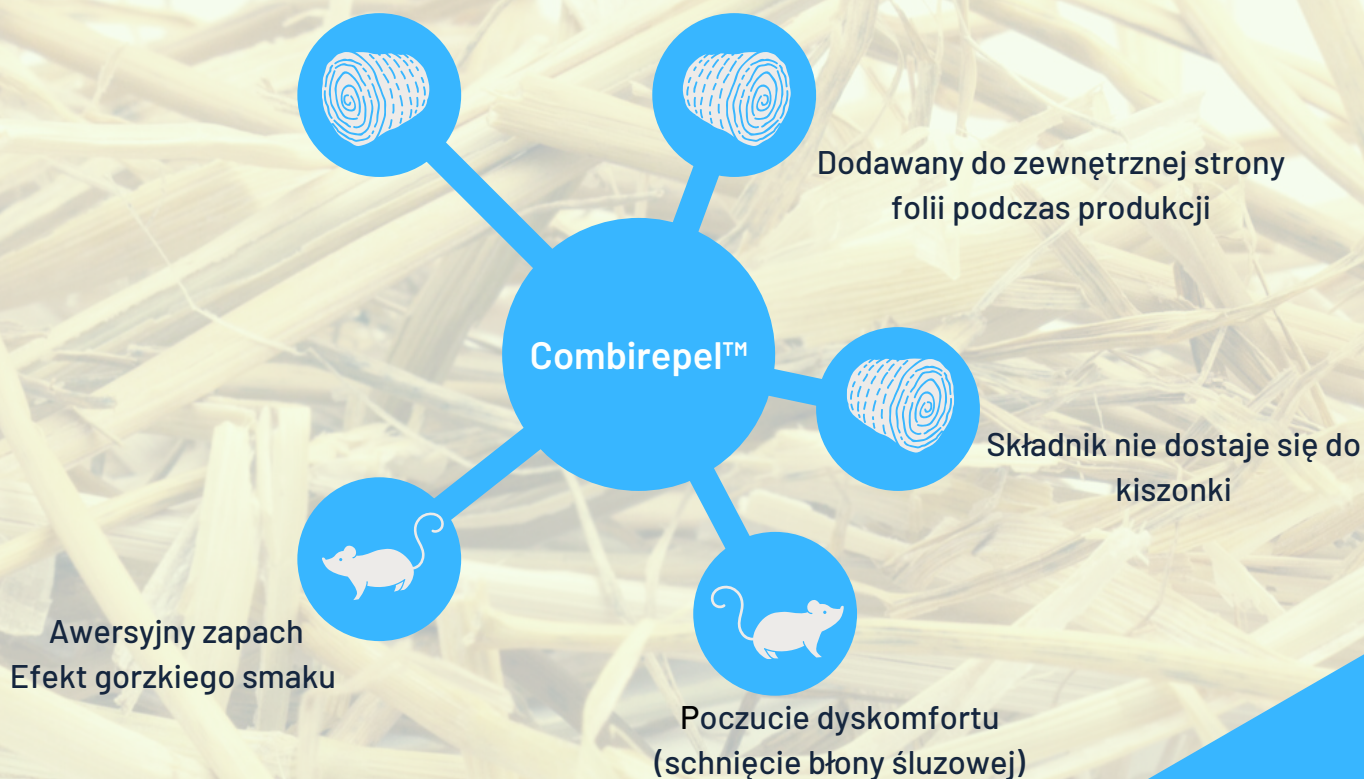 Dodawany do zewnętrznej strony
folii podczas produkcji
Combirepel™
Składnik nie dostaje się do
kiszonki
Awersyjny zapach
Efekt gorzkiego smaku
Poczucie dyskomfortu
(schnięcie błony śluzowej)